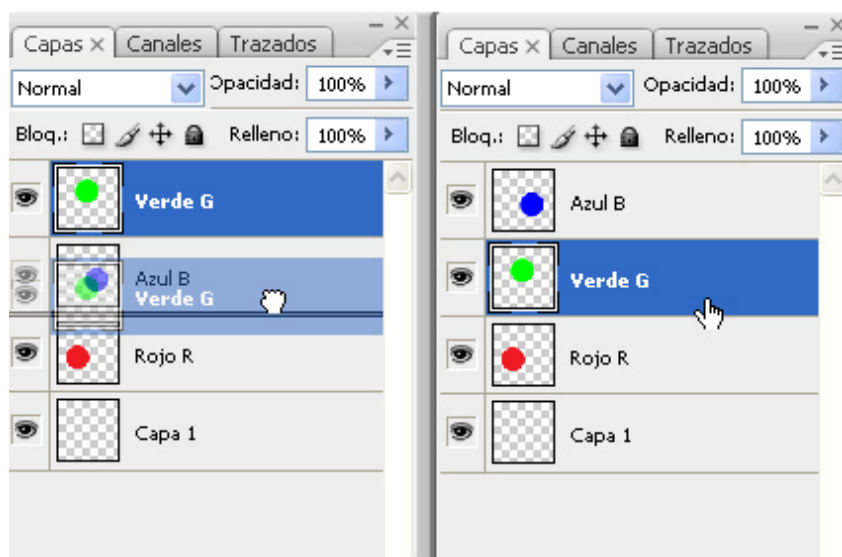 Capas × Canales Trazados
Normal Opacidad: 100%
Bloq.: Relleno: 100%
Verde G
Azul B
Verde G
Rojo R
Capa 1
Capas × Canales Trazados
Normal Opacidad: 100%
Bloq.: Relleno: 100%
Azul B
Verde G
Rojo R
Capa 1